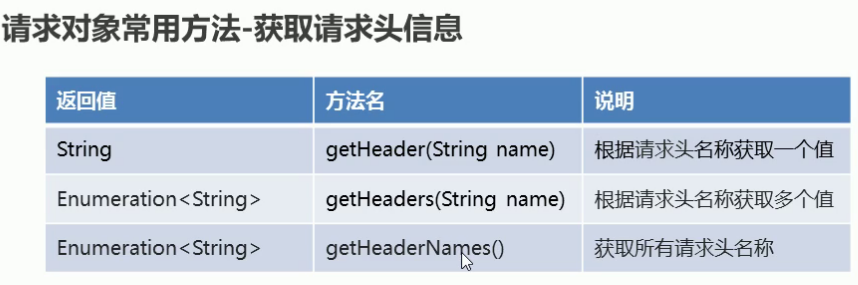 请求对象常用方法-获取请求头信息
返回值 方法名 说明
String getHeader(String name) 根据请求头名称获取一个值
Enumeration<String> getHeaders(String name) 根据请求头名称获取多个值
Enumeration<String> getHeaderNames() 获取所有请求头名称